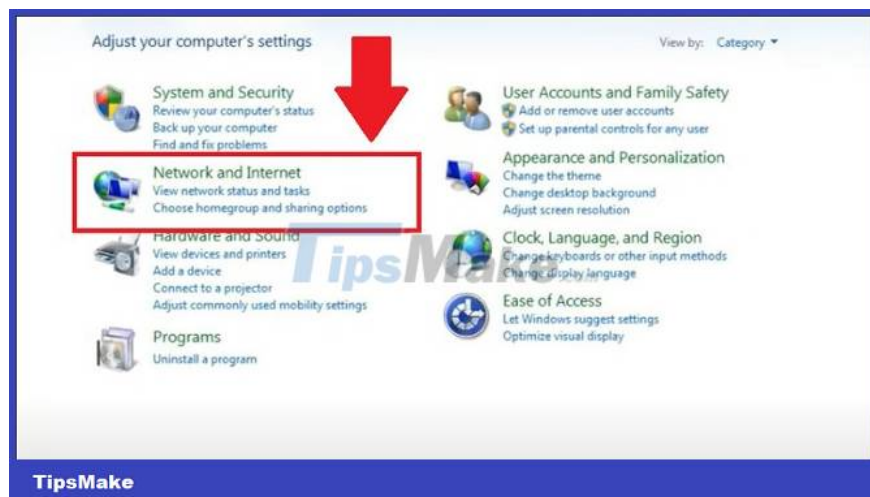 Adjust your computer's settings
View by: Category
System and Security
Review your computer's status
Back up your computer
Find and fix problems
Network and Internet
View network status and tasks
Choose homegroup and sharing options
Hardware and Sound
View devices and printers
Add a device
Connect to a projector
Adjust commonly used mobility settings
Programs
Uninstall a program
User Accounts and Family Safety
Add or remove user accounts
Set up parental controls for any user
Appearance and Personalization
Change the theme
Change desktop background
Adjust screen resolution
Clock, Language, and Region
Change keyboards or other input methods
Change display language
Ease of Access
Let Windows suggest settings
Optimize visual display
TipsMake.com
TipsMake